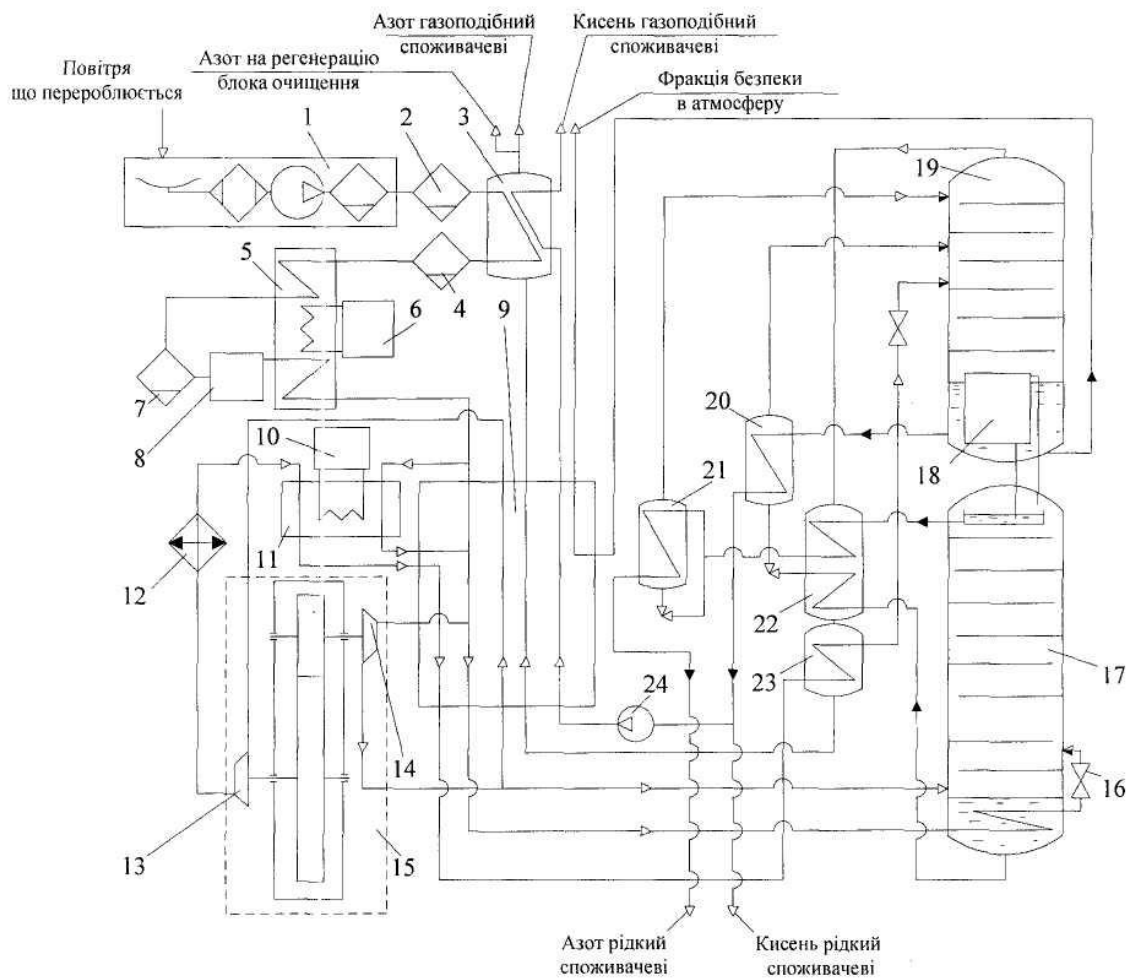 Азот газоподібний
споживачеві
Кисень газоподібний
споживачеві
Азот на регенерацію
блока очищення
Фракція безпеки
в атмосферу
Повітря
що перероблюється
1
2
3
19
5
4
6
9
7
8
20
10
18
21
11
12
22
17
23
24
14
16
13
15
Азот рідкий
споживачеві
Кисень рідкий
споживачеві